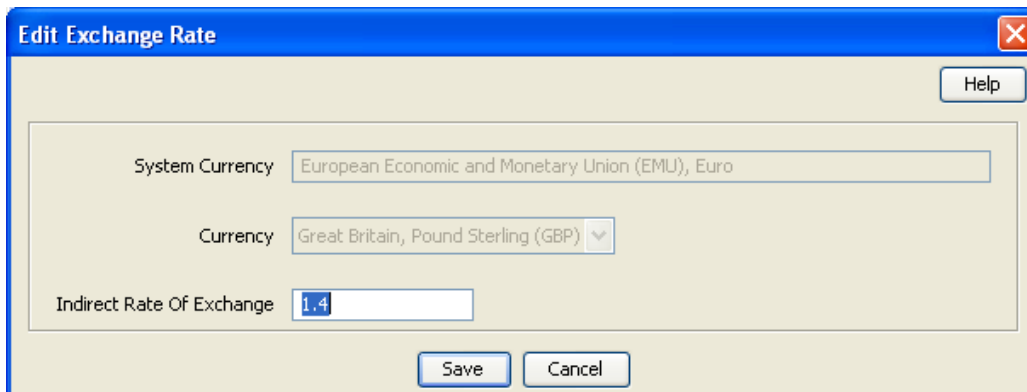 Edit Exchange Rate
Help
System Currency European Economic and Monetary Union (EMU), Euro
Currency Great Britain, Pound Sterling (GBP)
Indirect Rate Of Exchange 1.4
Save Cancel